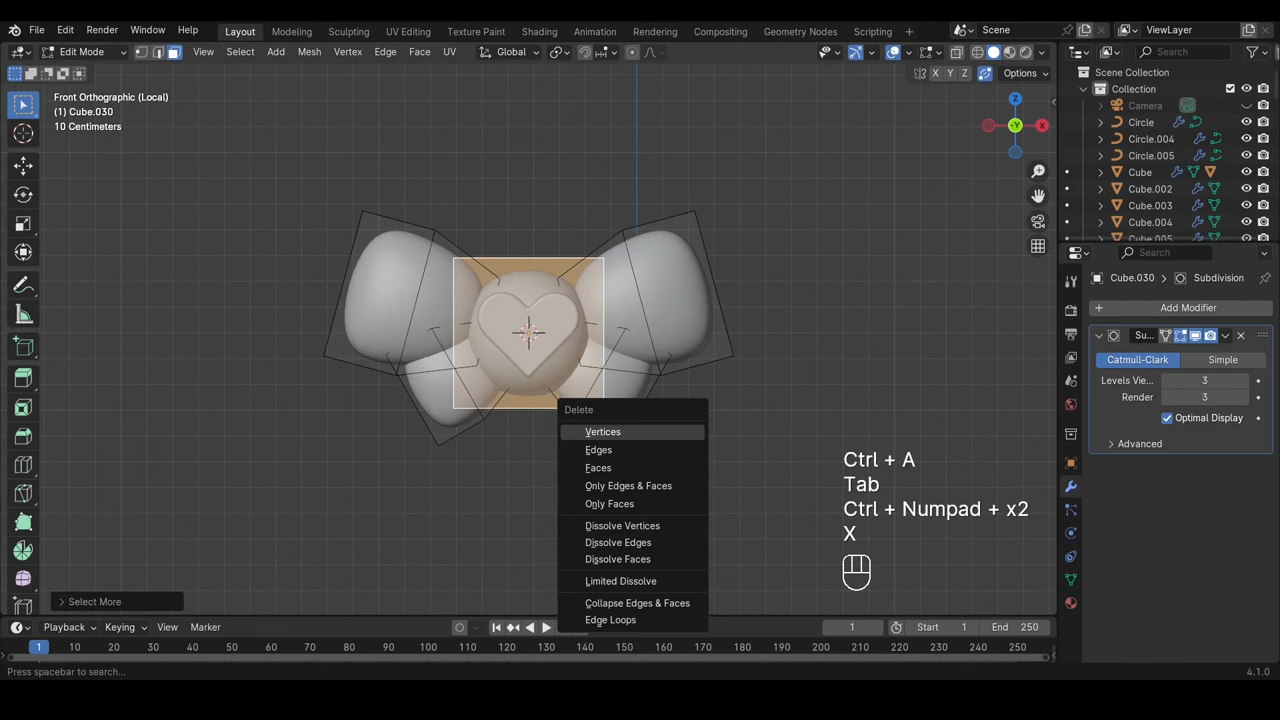 File Edit Render Window Help
Layout Modeling Sculpting UV Editing Texture Paint Shading Animation Rendering Compositing Geometry Nodes Scripting +
Scene
ViewLayer
Edit Mode View Select Add Mesh Vertex Edge Face UV
Global
X Y Z Options
Front Orthographic (Local)
(1) Cube.030
10 Centimeters
Z
-Y
X
Delete
Vertices
Edges
Faces
Only Edges & Faces
Only Faces
Dissolve Vertices
Dissolve Edges
Dissolve Faces
Limited Dissolve
Collapse Edges & Faces
Edge Loops
Ctrl + A
Tab
Ctrl + Numpad + x2
X
Select More
Search
Scene Collection
Collection
Camera
Circle
Circle.004
Circle.005
Cube
Cube.002
Cube.003
Cube.004
Cube.005
Search
Cube.030 Subdivision
+ Add Modifier
Su...
Catmull-Clark Simple
Levels Vie... 3
Render 3
Optimal Display
Advanced
Playback Keying View Marker
1 Start 1 End 250
1 10 20 30 40 50 60 70 80 90 100 110 120 130 140 150 160 170 180 190 200 210 220 230 240 250
Press spacebar to search...
4.1.0